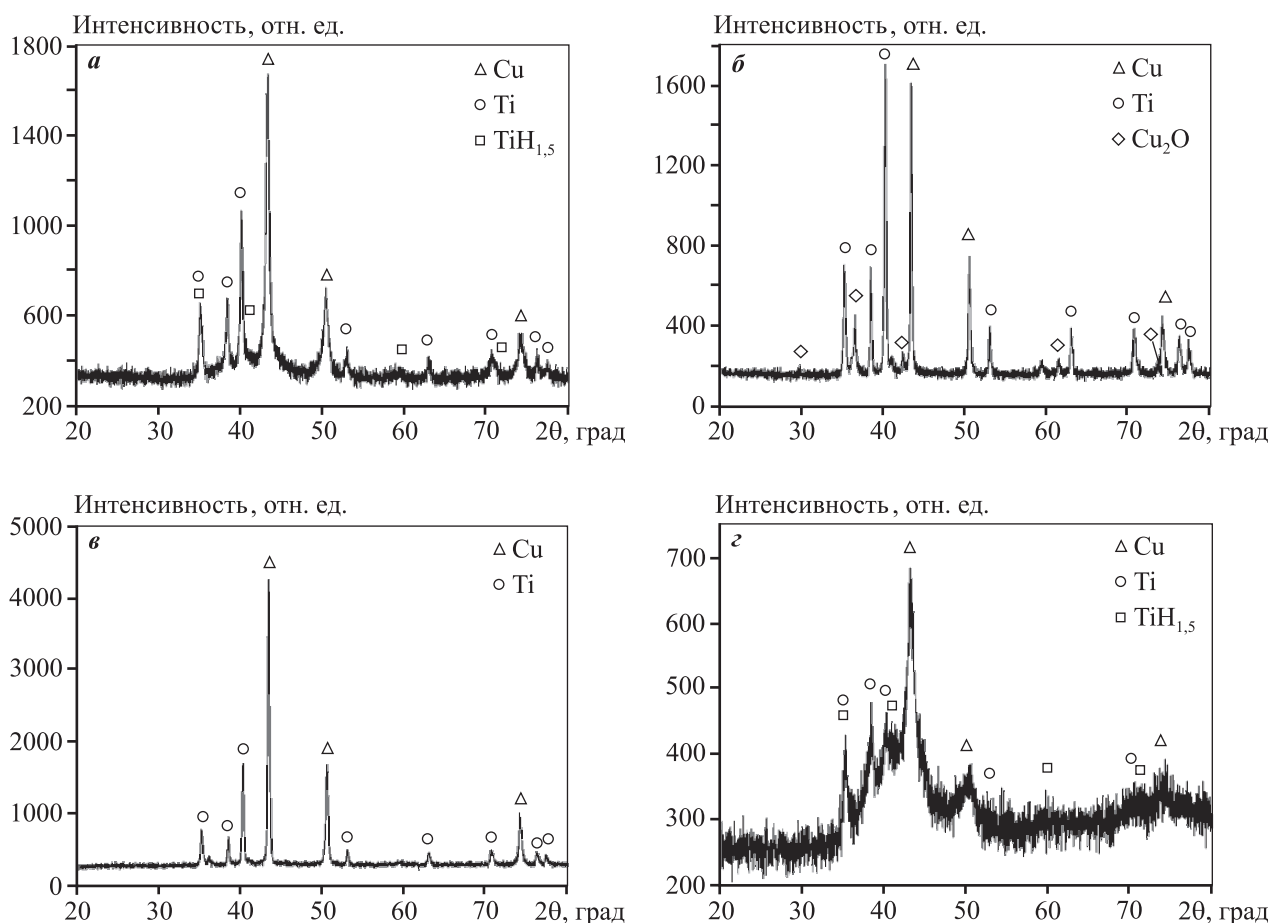 Интенсивность, отн. ед.
1800
1400
1000
600
200
а
Cu
Ti
TiH1,5
20 30 40 50 60 70 2θ, град
Интенсивность, отн. ед.
1600
1200
800
400
0
б
Cu
Ti
Cu2O
20 30 40 50 60 70 2θ, град
Интенсивность, отн. ед.
5000
4000
3000
2000
1000
0
в
Cu
Ti
20 30 40 50 60 70 2θ, град
Интенсивность, отн. ед.
700
600
500
400
300
200
г
Cu
Ti
TiH1,5
20 30 40 50 60 70 2θ, град